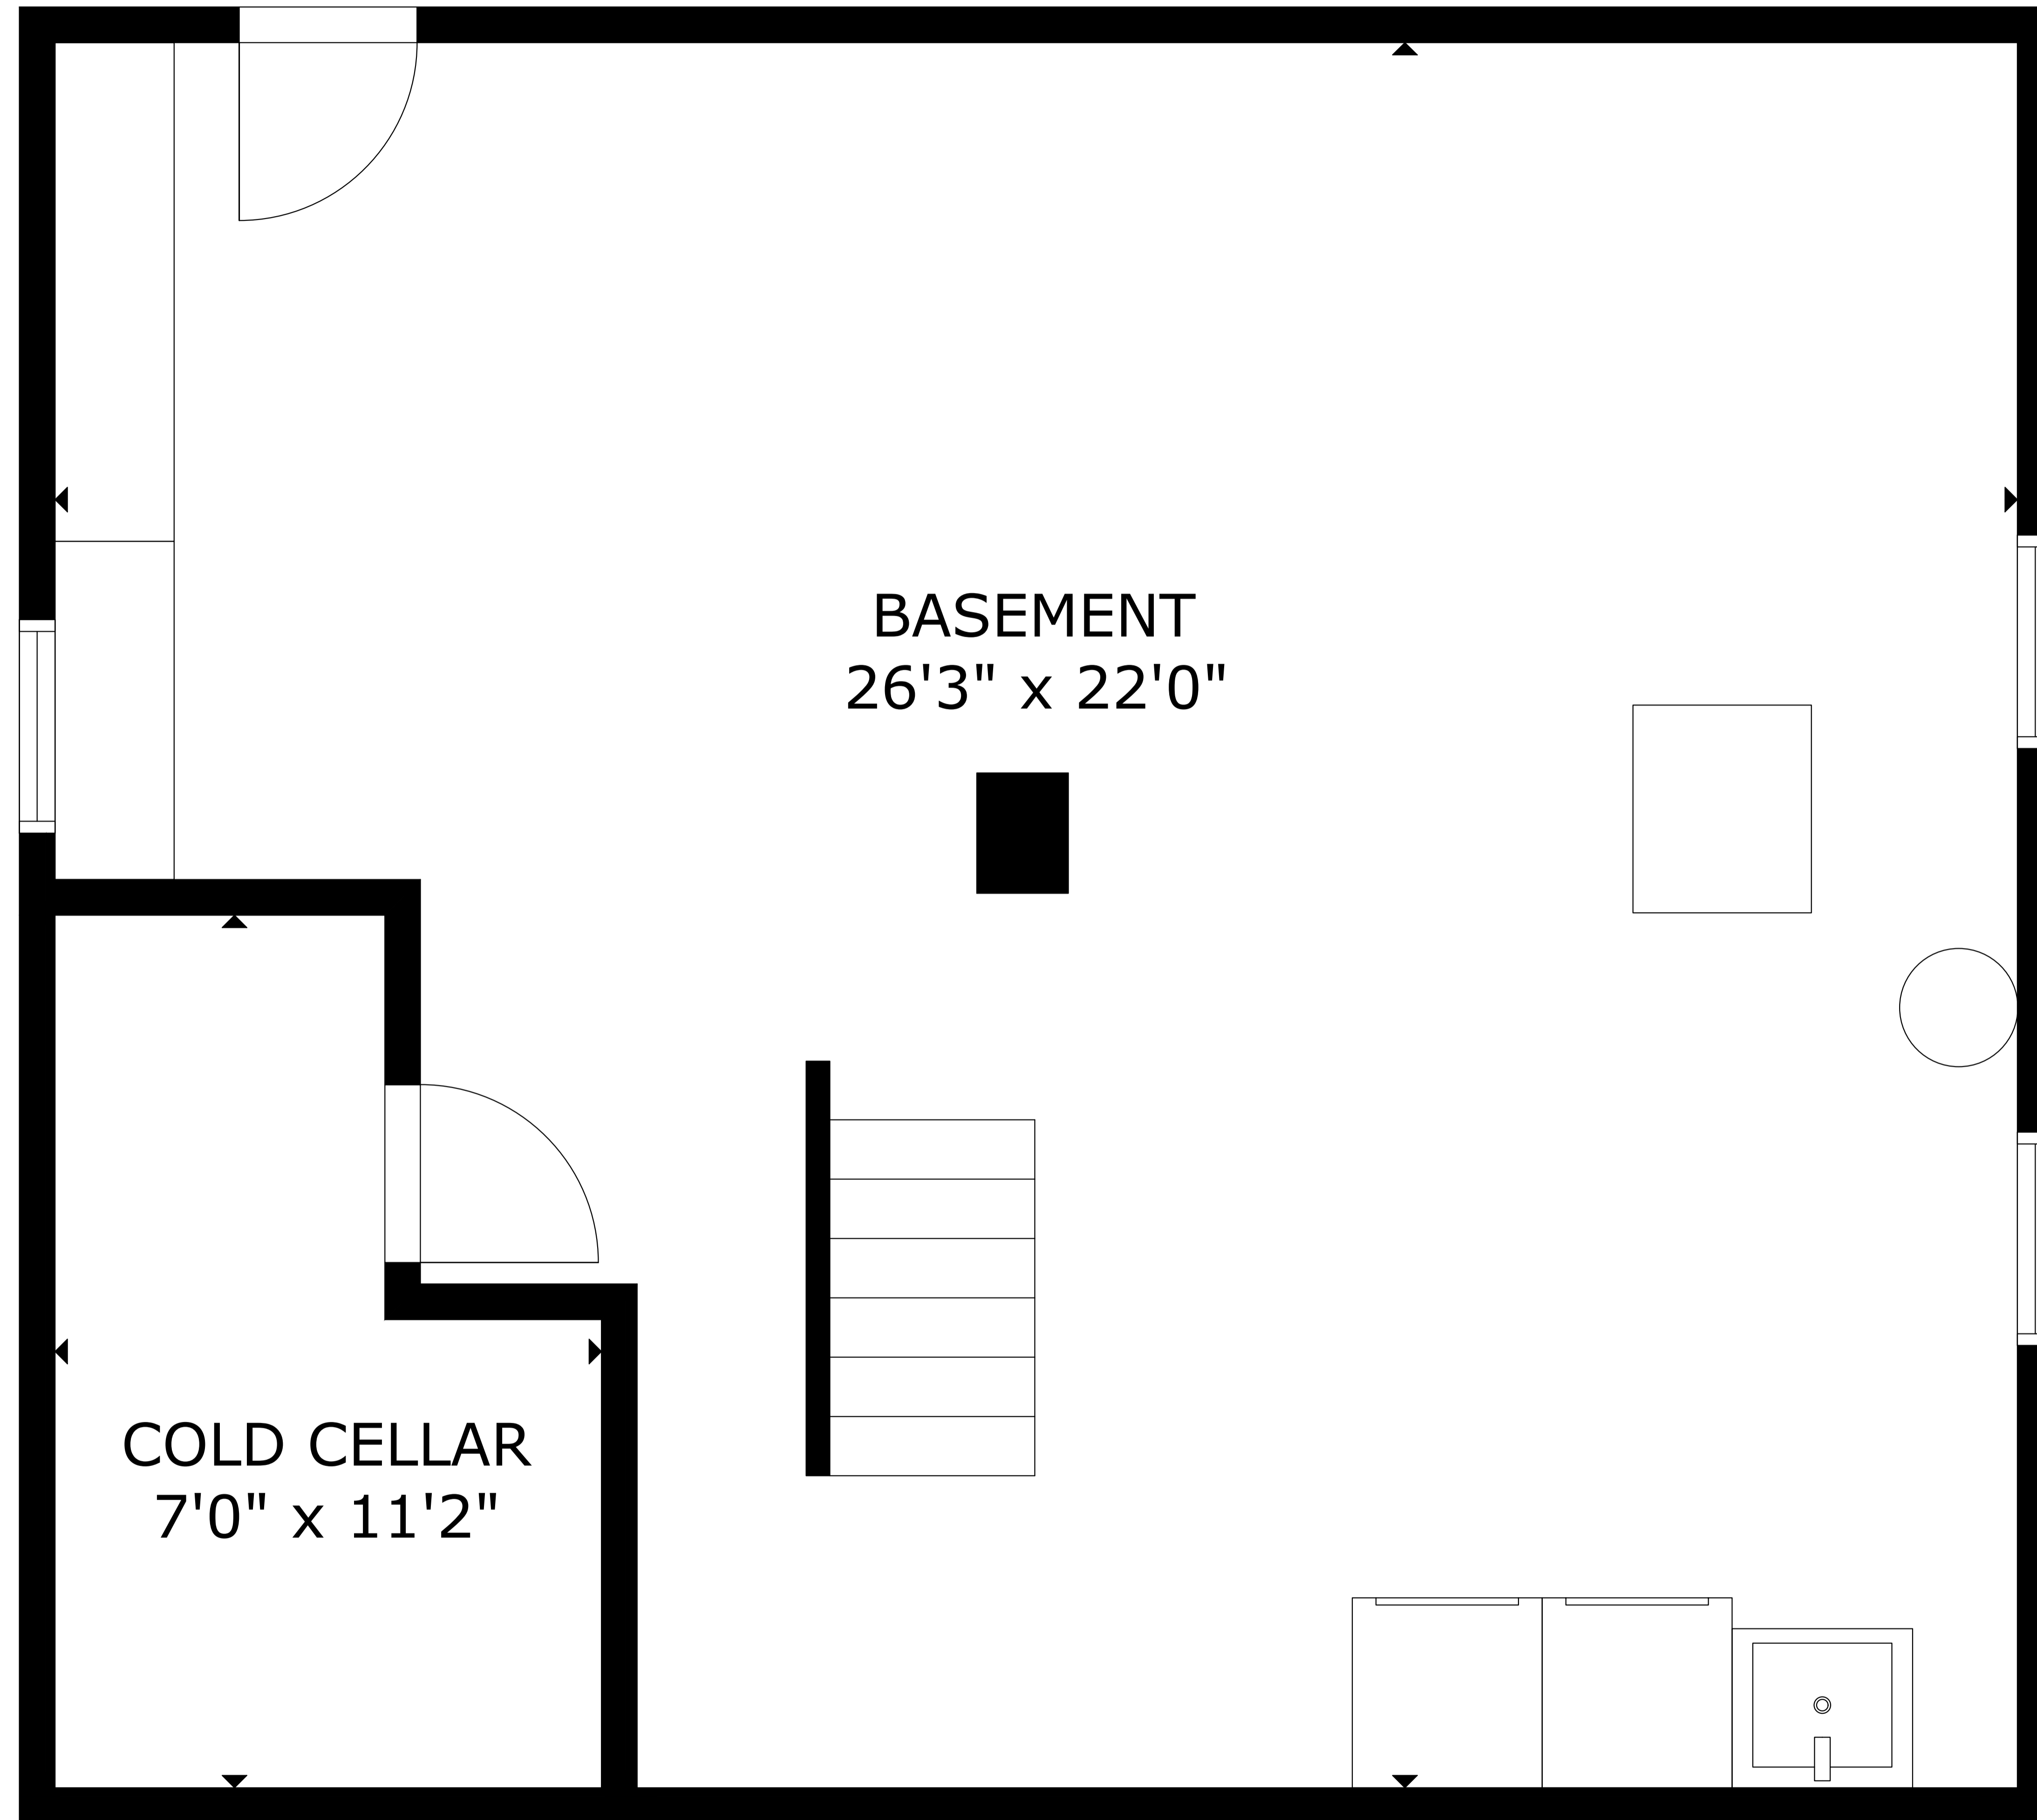 BASEMENT
26'3" x 22'0"
COLD CELLAR
7'0" x 11'2"